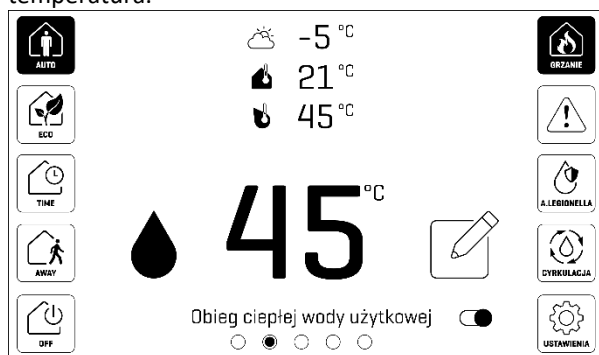 temperatura.
AUTO
ECO
TIME
AWAY
OFF
-5 °C
21 °C
45 °C
45 °C
Obieg ciepłej wody użytkowej
GRZANIE
A.LEGIONELLA
CYRKULACJA
USTAWIENIA